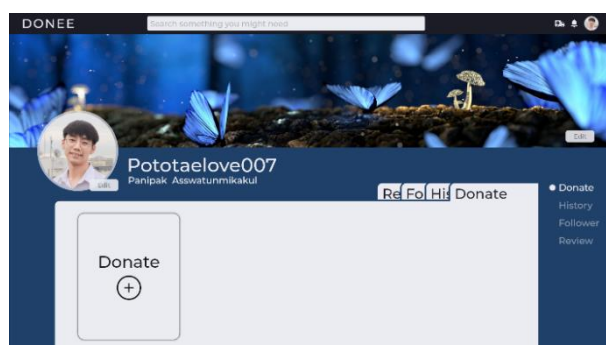 DONEE
Search something you might need
Edit
Edit
Pototaelove007
Panipak Asswatunmikakul
Re Fo His Donate
Donate
History
Follower
Review
Donate